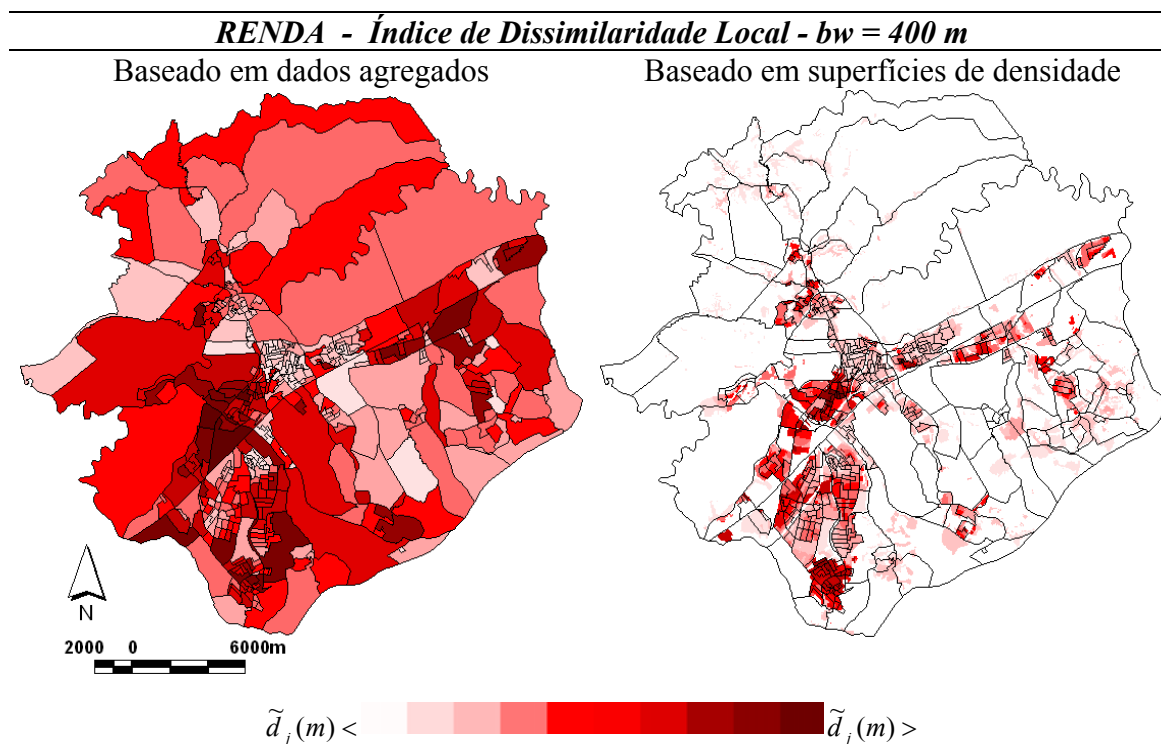 RENDA - Índice de Dissimilaridade Local - bw = 400 m
Baseado em dados agregados
Baseado em superfícies de densidade
N
2000 0 6000m
d̃ j (m) < d̃ j (m) >